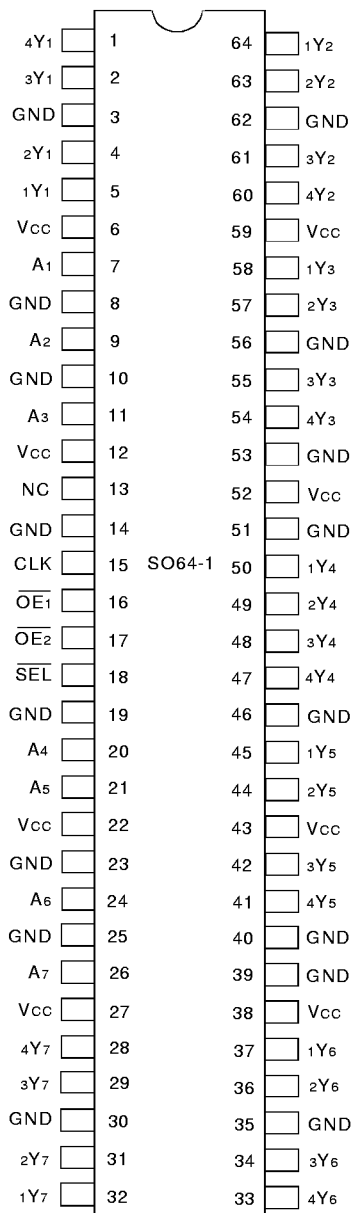 4Y1 1 64 1Y2
3Y1 2 63 2Y2
GND 3 62 GND
2Y1 4 61 3Y2
1Y1 5 60 4Y2
VCC 6 59 VCC
A1 7 58 1Y3
GND 8 57 2Y3
A2 9 56 GND
GND 10 55 3Y3
A3 11 54 4Y3
VCC 12 53 GND
NC 13 52 VCC
GND 14 51 GND
CLK 15 SO64-1 50 1Y4
O̅E̅1̅ 16 49 2Y4
O̅E̅2̅ 17 48 3Y4
S̅E̅L̅ 18 47 4Y4
GND 19 46 GND
A4 20 45 1Y5
A5 21 44 2Y5
VCC 22 43 VCC
GND 23 42 3Y5
A6 24 41 4Y5
GND 25 40 GND
A7 26 39 GND
VCC 27 38 VCC
4Y7 28 37 1Y6
3Y7 29 36 2Y6
GND 30 35 GND
2Y7 31 34 3Y6
1Y7 32 33 4Y6